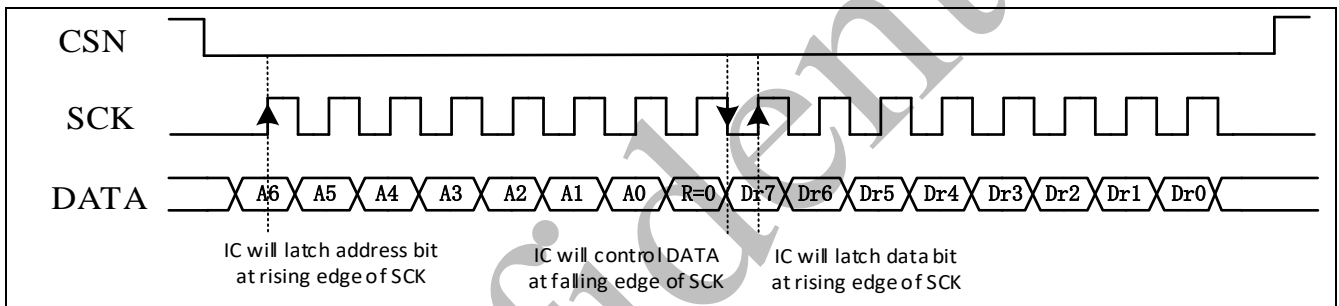 CSN
SCK
DATA A6 A5 A4 A3 A2 A1 A0 R=0 Dr7 Dr6 Dr5 Dr4 Dr3 Dr2 Dr1 Dr0
IC will latch address bit
at rising edge of SCK
IC will control DATA
at falling edge of SCK
IC will latch data bit
at rising edge of SCK
fident